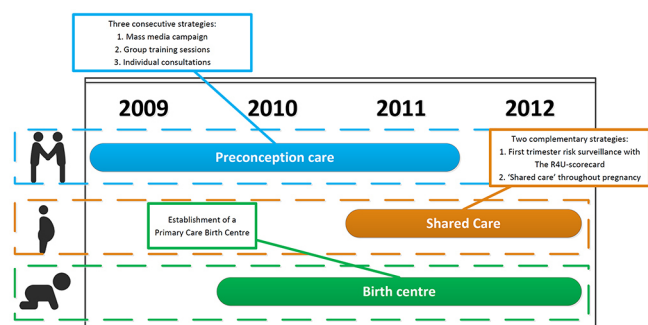 Three consecutive strategies:
1. Mass media campaign
2. Group training sessions
3. Individual consultations
2009 2010 2011 2012
Preconception care
Two complementary strategies:
1. First trimester risk surveillance with
The R4U-scorecard
2. ‘Shared care’ throughout pregnancy
Establishment of a
Primary Care Birth Centre
Shared Care
Birth centre